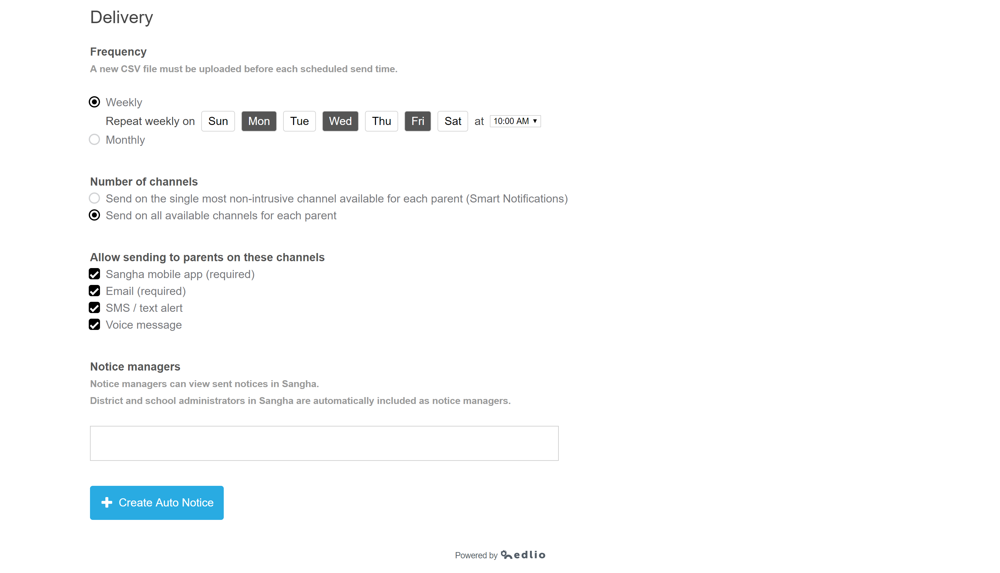 Delivery
Frequency
A new CSV file must be uploaded before each scheduled send time.
Weekly
Repeat weekly on Sun Mon Tue Wed Thu Fri Sat at 10:00 AM
Monthly
Number of channels
Send on the single most non-intrusive channel available for each parent (Smart Notifications)
Send on all available channels for each parent
Allow sending to parents on these channels
Sangha mobile app (required)
Email (required)
SMS / text alert
Voice message
Notice managers
Notice managers can view sent notices in Sangha.
District and school administrators in Sangha are automatically included as notice managers.
Create Auto Notice
Powered by edlio